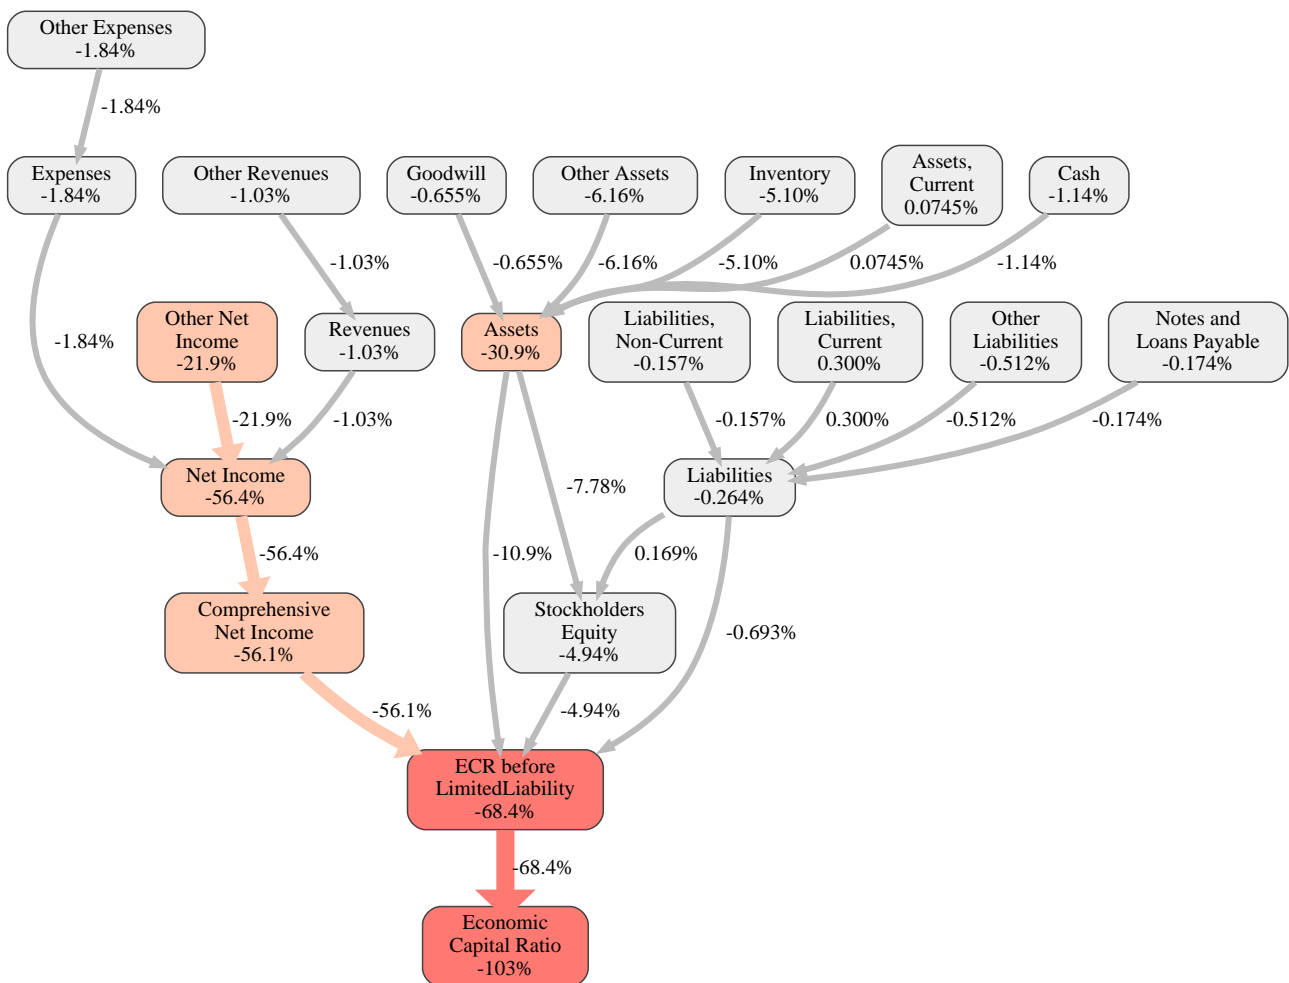 Other Expenses
-1.84%
-1.84%
Expenses
-1.84%
Other Revenues
-1.03%
Goodwill
-0.655%
Other Assets
-6.16%
Inventory
-5.10%
Assets,
Current
0.0745%
Cash
-1.14%
-1.03%
-0.655%
-6.16%
-5.10%
0.0745%
-1.14%
-1.84%
Other Net
Income
-21.9%
Revenues
-1.03%
Assets
-30.9%
Liabilities,
Non-Current
-0.157%
Liabilities,
Current
0.300%
Other
Liabilities
-0.512%
Notes and
Loans Payable
-0.174%
-21.9%
-1.03%
-0.157%
0.300%
-0.512%
-0.174%
Net Income
-56.4%
-7.78%
Liabilities
-0.264%
-56.4%
-10.9%
0.169%
Comprehensive
Net Income
-56.1%
Stockholders
Equity
-4.94%
-0.693%
-56.1%
-4.94%
ECR before
LimitedLiability
-68.4%
-68.4%
Economic
Capital Ratio
-103%